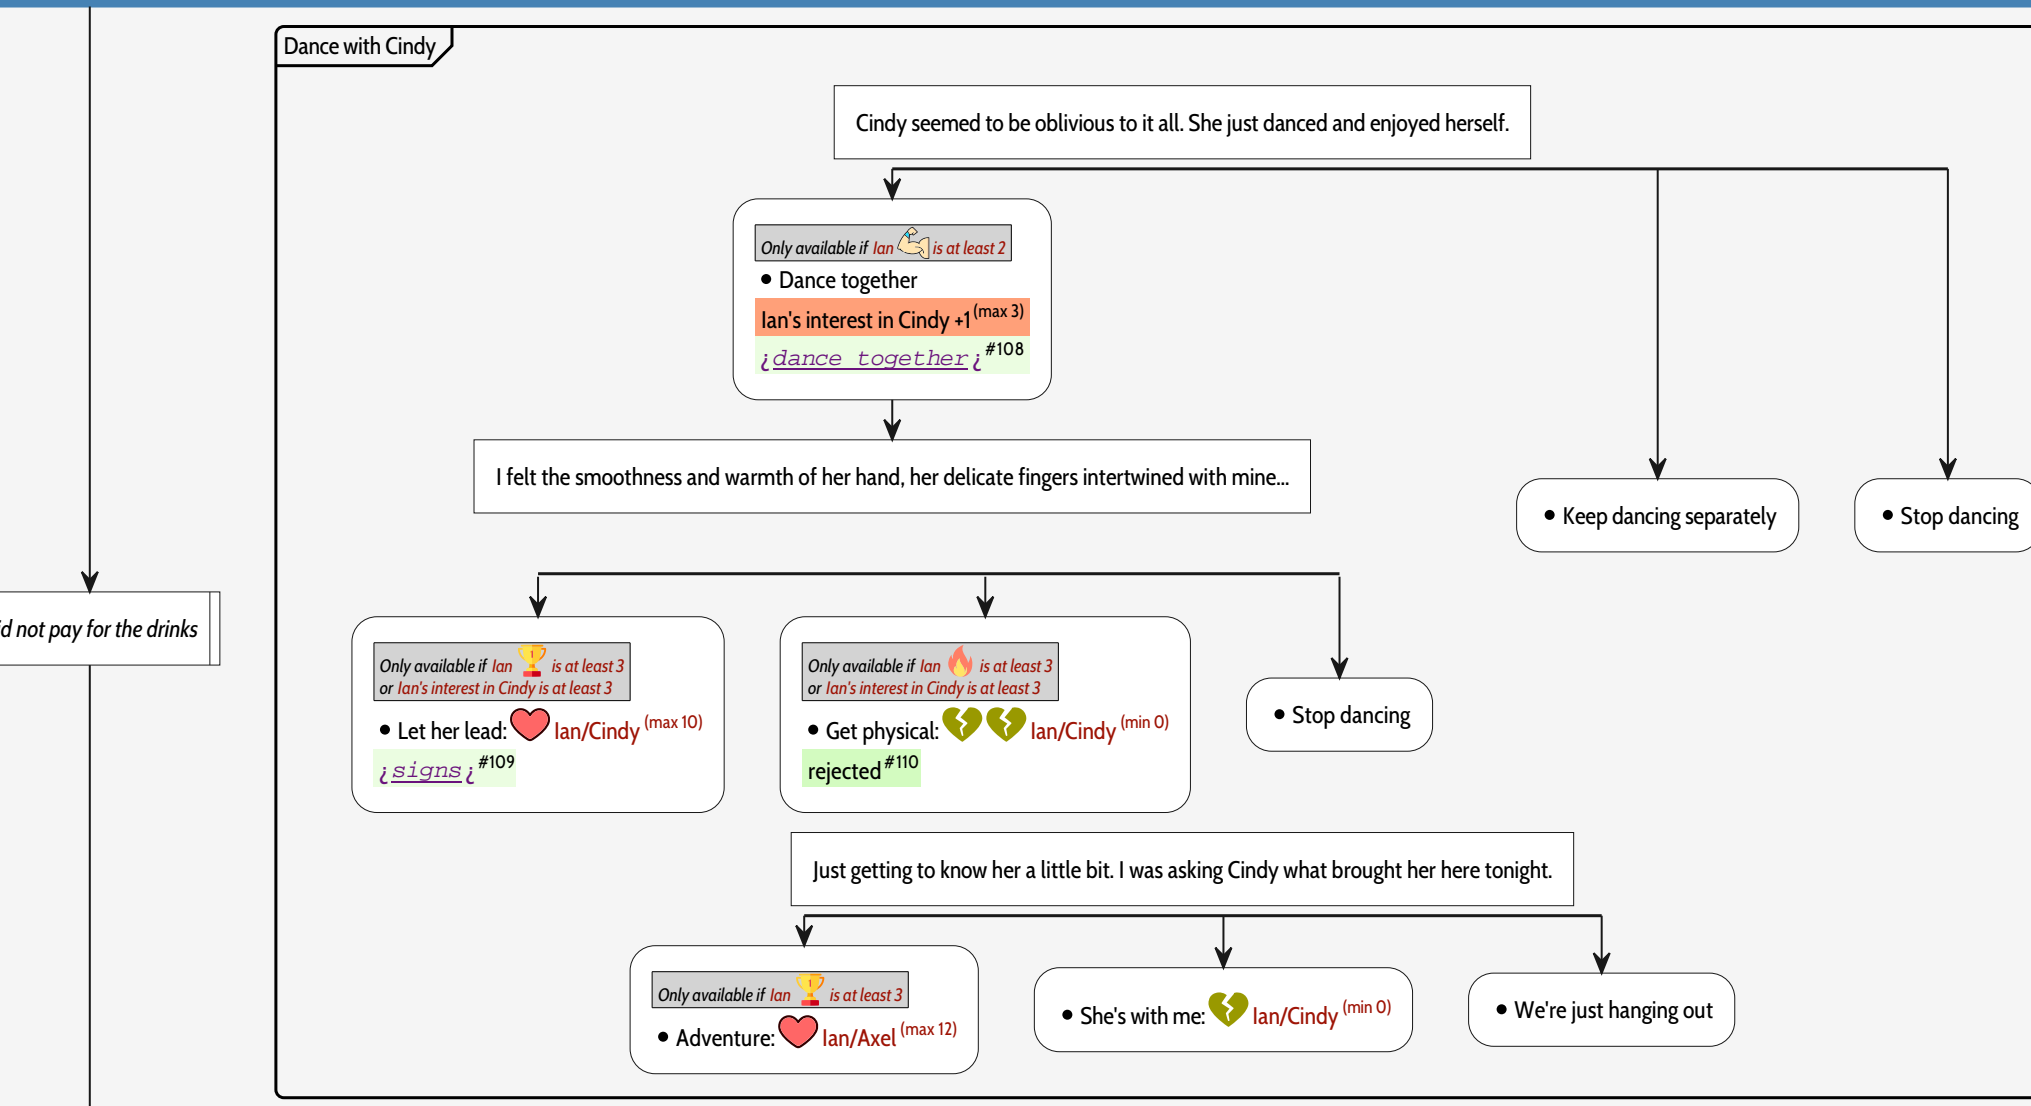 Dance with Cindy
Cindy seemed to be oblivious to it all. She just danced and enjoyed herself.
Only available if Ian is at least 2
• Dance together
Ian's interest in Cindy +1 (max 3)
¿dance together¿ #108
I felt the smoothness and warmth of her hand, her delicate fingers intertwined with mine...
• Keep dancing separately
• Stop dancing
d not pay for the drinks
Only available if Ian 1 is at least 3
or Ian's interest in Cindy is at least 3
• Let her lead: Ian/Cindy (max 10)
¿signs¿ #109
Only available if Ian is at least 3
or Ian's interest in Cindy is at least 3
• Get physical: Ian/Cindy (min 0)
rejected #110
• Stop dancing
Just getting to know her a little bit. I was asking Cindy what brought her here tonight.
Only available if Ian 1 is at least 3
• Adventure: Ian/Axel (max 12)
• She's with me: Ian/Cindy (min 0)
• We're just hanging out